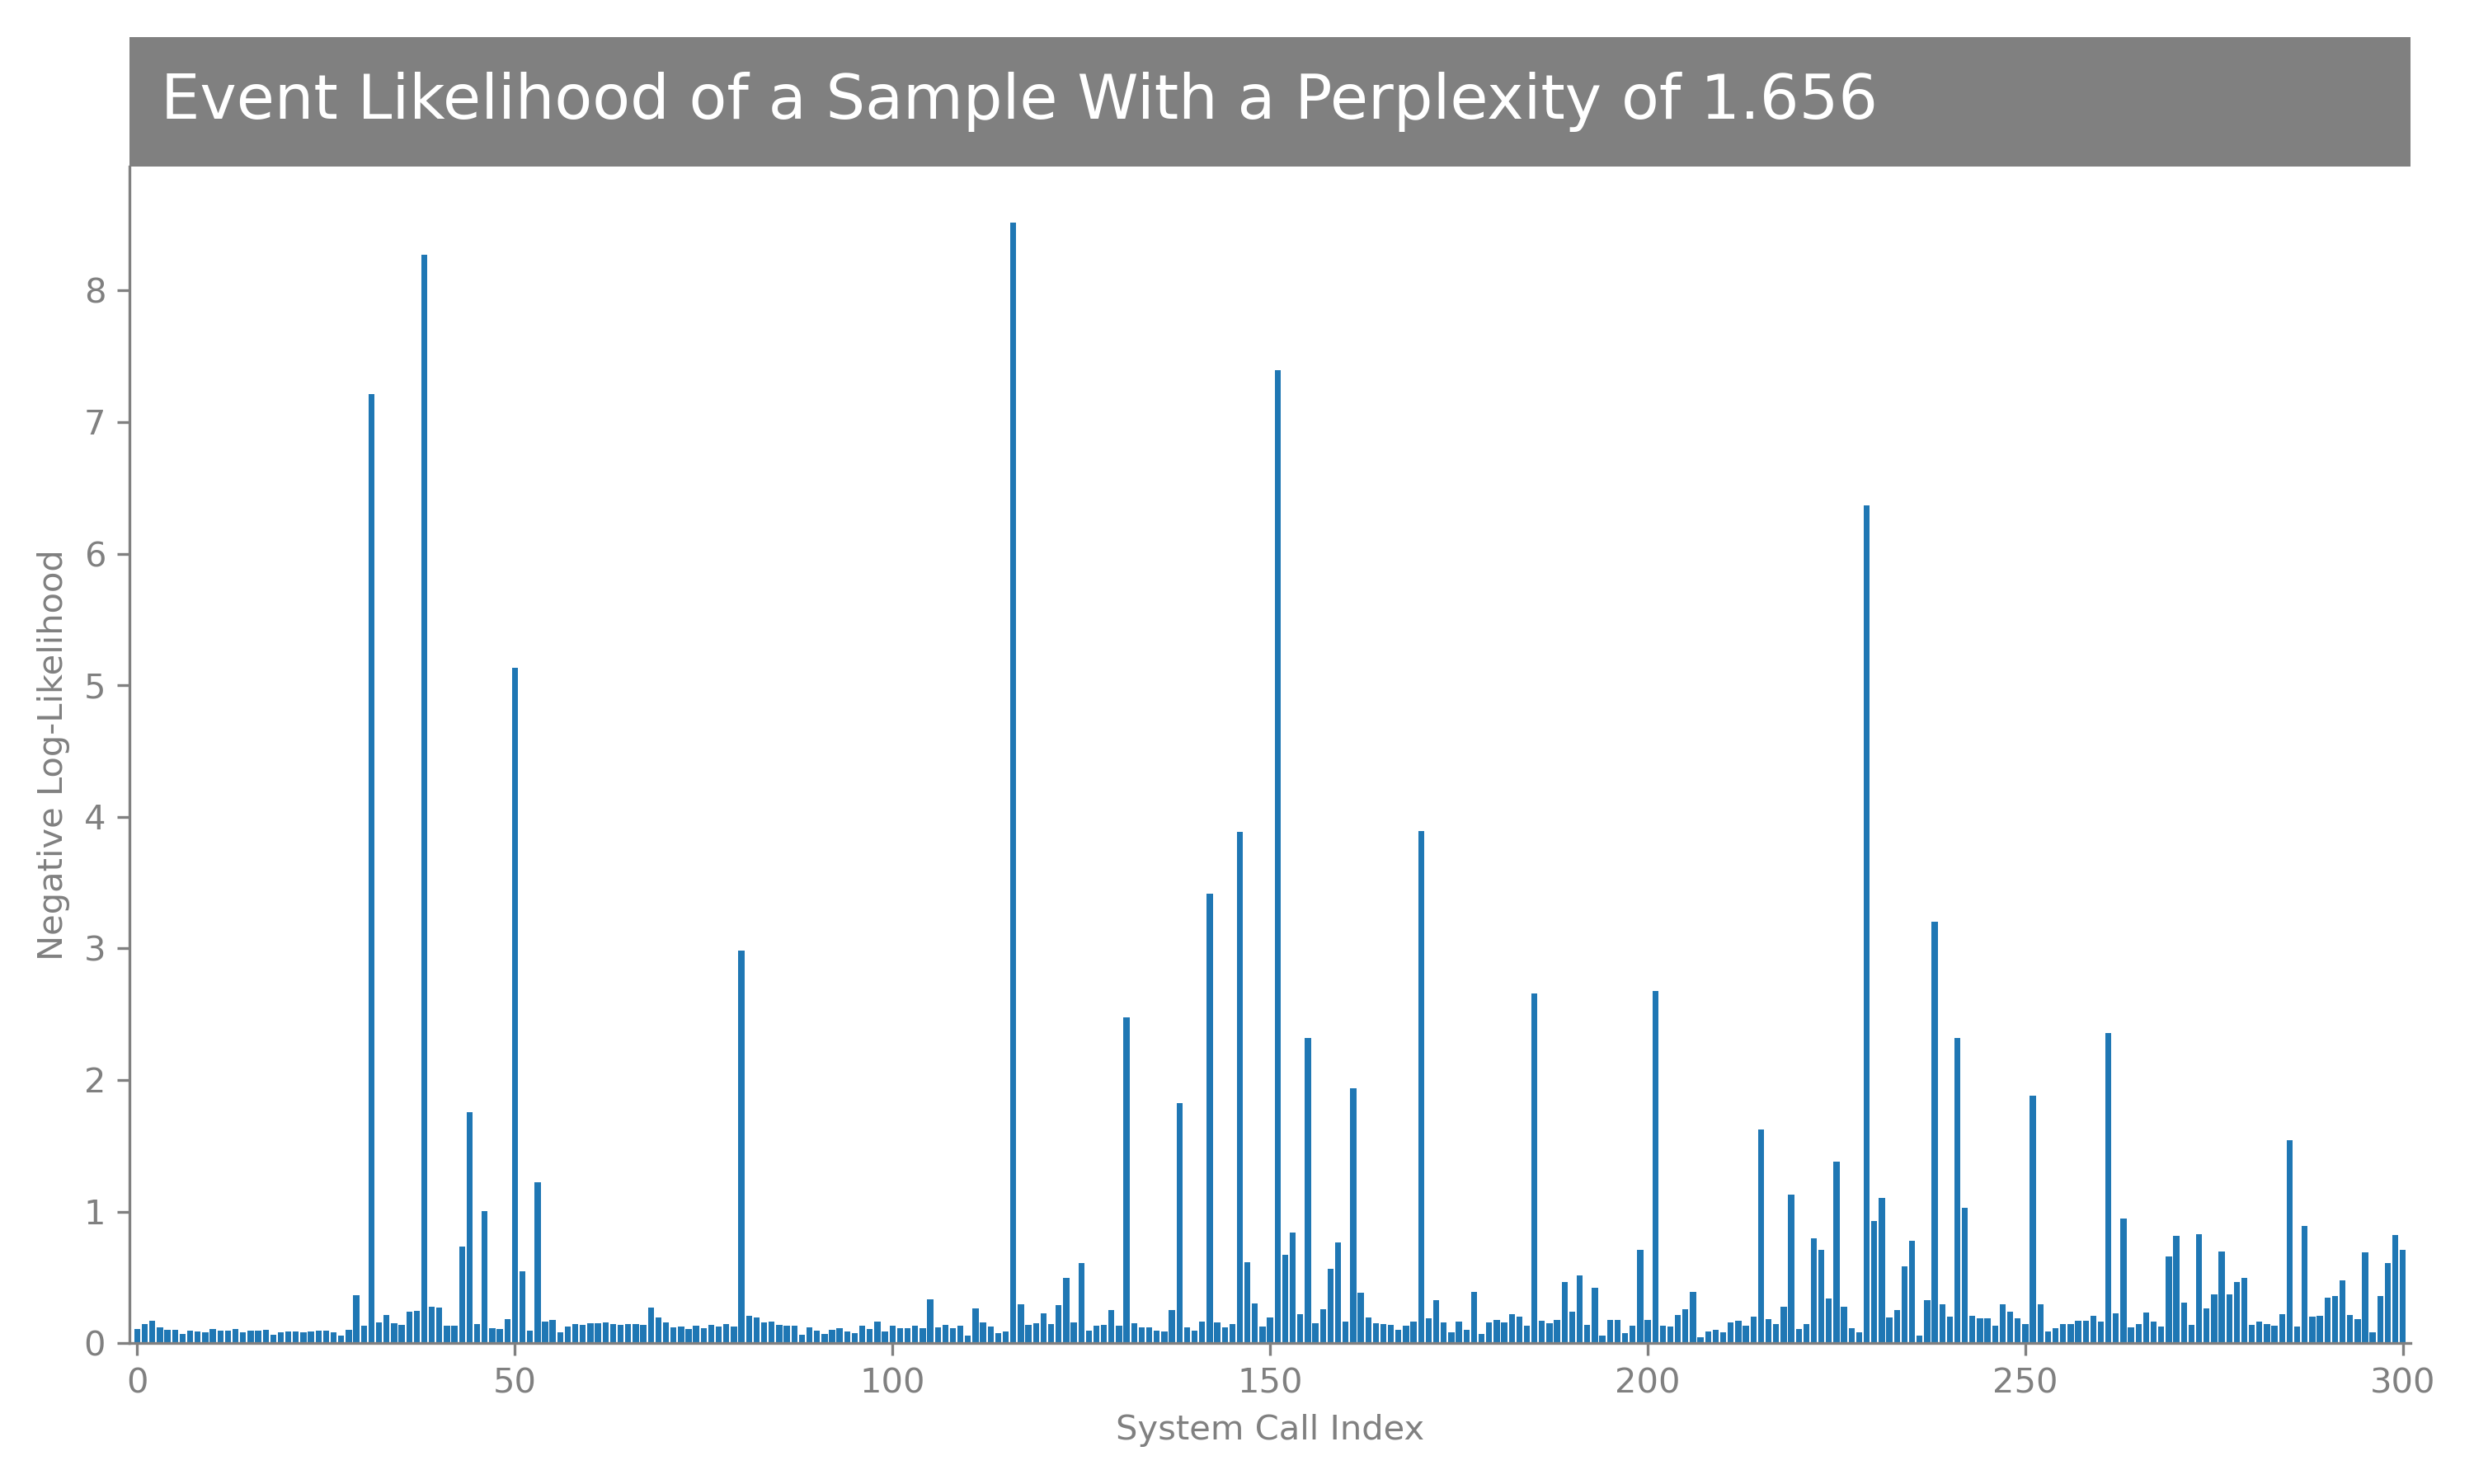 Event Likelihood of a Sample With a Perplexity of 1.656
Negative Log-Likelihood
8
7
6
5
4
3
2
1
0
0 50 100 150 200 250 300
System Call Index